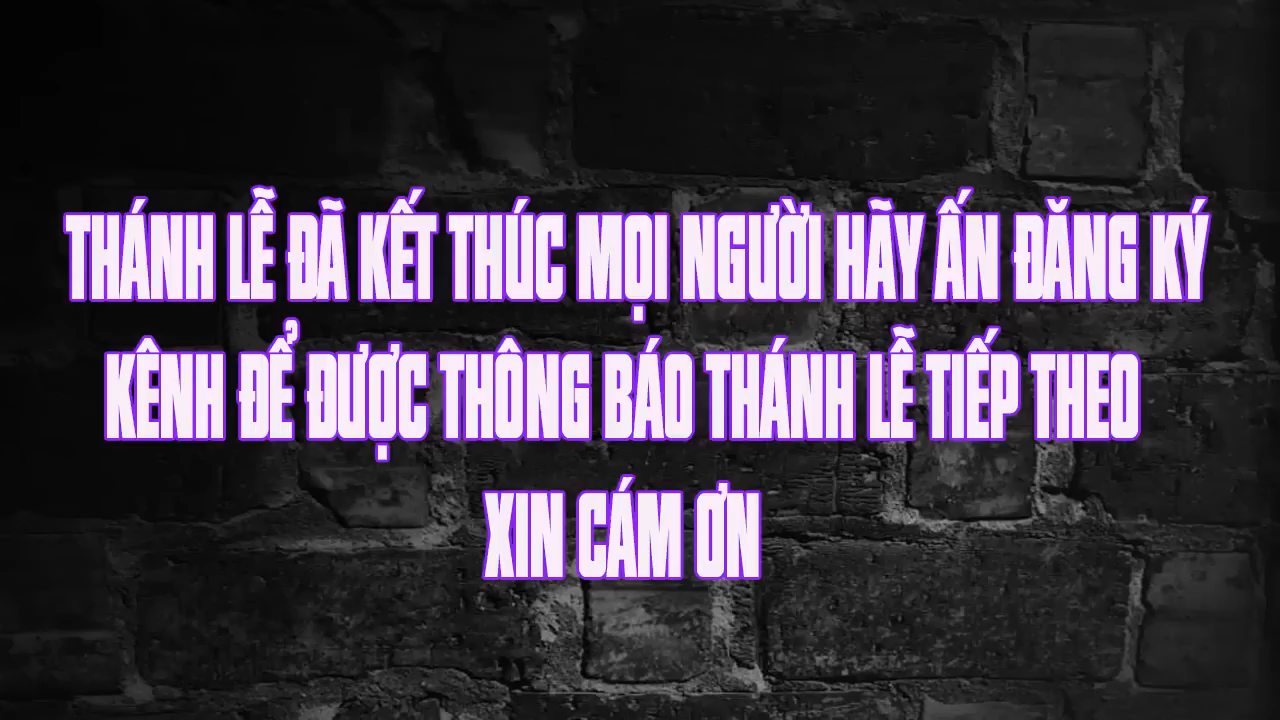 THÁNH LỄ ĐÃ KẾT THÚC MỌI NGƯỜI HÃY ẤN ĐĂNG KÝ
KÊNH ĐỂ ĐƯỢC THÔNG BÁO THÁNH LỄ TIẾP THEO
XIN CÁM ƠN